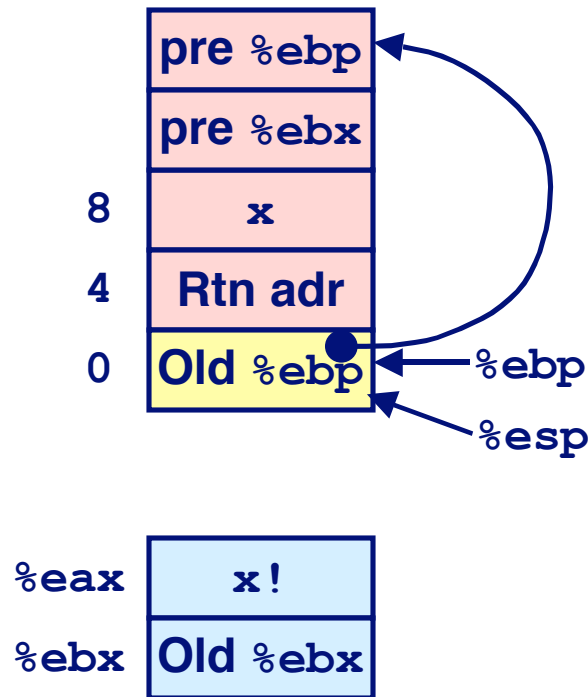 pre %ebp
pre %ebx
8 x
4 Rtn adr
0 Old %ebp %ebp
%esp
%eax x!
%ebx Old %ebx